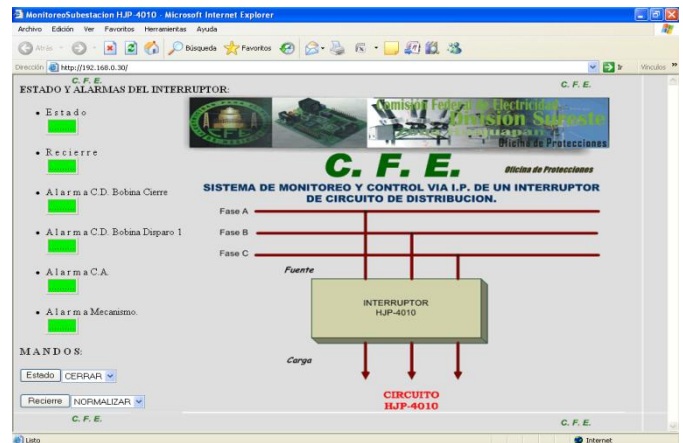 MonitoreoSubestacion HJP-4010 - Microsoft Internet Explorer
Archivo Edición Ver Favoritos Herramientas Ayuda
Atrás Búsqueda Favoritos
Dirección http://192.168.0.30/ Ir Vínculos
C. F. E. C. F. E.
ESTADO Y ALARMAS DEL INTERRUPTOR:
Estado
Recierre
Alarma C.D. Bobina Cierre
Alarma C.D. Bobina Disparo 1
Alarma C.A.
Alarma Mecanismo.
MANDOS:
Estado CERRAR
Recierre NORMALIZAR
C. F. E.
CFE
Comisión Federal de Electricidad
División Sureste
Oficina de Protecciones
C. F. E. Oficina de Protecciones
SISTEMA DE MONITOREO Y CONTROL VIA I.P. DE UN INTERRUPTOR
DE CIRCUITO DE DISTRIBUCION.
Fase A
Fase B
Fase C
Fuente
INTERRUPTOR
HJP-4010
Carga
CIRCUITO
HJP-4010
C. F. E.
Listo Internet